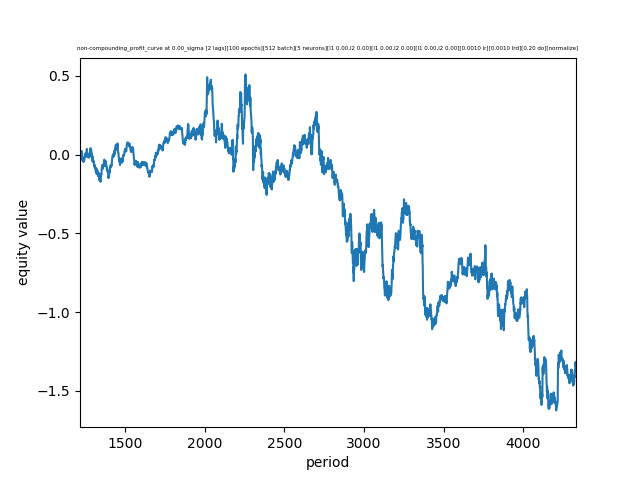 non-compounding_profit_curve at 0.00_sigma [2 lags][100 epochs][512 batch][5 neurons][l1 0.00,l2 0.00][l1 0.00,l2 0.00][l1 0.00,l2 0.00][0.0010 lr][0.0010 lrd][0.20 do][normalize]
0.5
0.0
−0.5
−1.0
−1.5
equity value
1500 2000 2500 3000 3500 4000
period